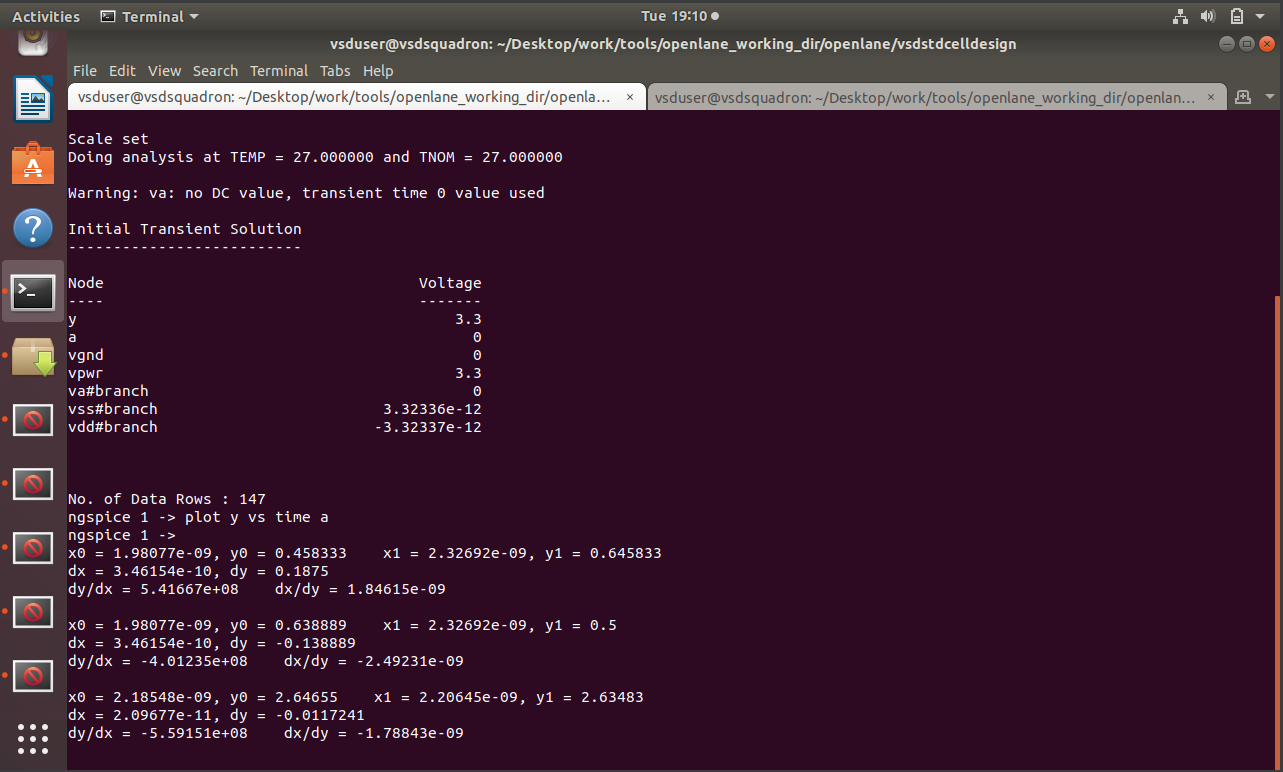 Activities Terminal Tue 19:10
vsduser@vsdsquadron: ~/Desktop/work/tools/openlane_working_dir/openlane/vsdstdcelldesign
File Edit View Search Terminal Tabs Help
vsduser@vsdsquadron: ~/Desktop/work/tools/openlane_working_dir/openla... × vsduser@vsdsquadron: ~/Desktop/work/tools/openlane_working_dir/openlan... ×
Scale set
Doing analysis at TEMP = 27.000000 and TNOM = 27.000000
Warning: va: no DC value, transient time 0 value used
Initial Transient Solution
--------------------------
Node Voltage
---- -------
y 3.3
a 0
vgnd 0
vpwr 3.3
va#branch 0
vss#branch 3.32336e-12
vdd#branch -3.32337e-12
No. of Data Rows : 147
ngspice 1 -> plot y vs time a
ngspice 1 ->
x0 = 1.98077e-09, y0 = 0.458333 x1 = 2.32692e-09, y1 = 0.645833
dx = 3.46154e-10, dy = 0.1875
dy/dx = 5.41667e+08 dx/dy = 1.84615e-09
x0 = 1.98077e-09, y0 = 0.638889 x1 = 2.32692e-09, y1 = 0.5
dx = 3.46154e-10, dy = -0.138889
dy/dx = -4.01235e+08 dx/dy = -2.49231e-09
x0 = 2.18548e-09, y0 = 2.64655 x1 = 2.20645e-09, y1 = 2.63483
dx = 2.09677e-11, dy = -0.0117241
dy/dx = -5.59151e+08 dx/dy = -1.78843e-09